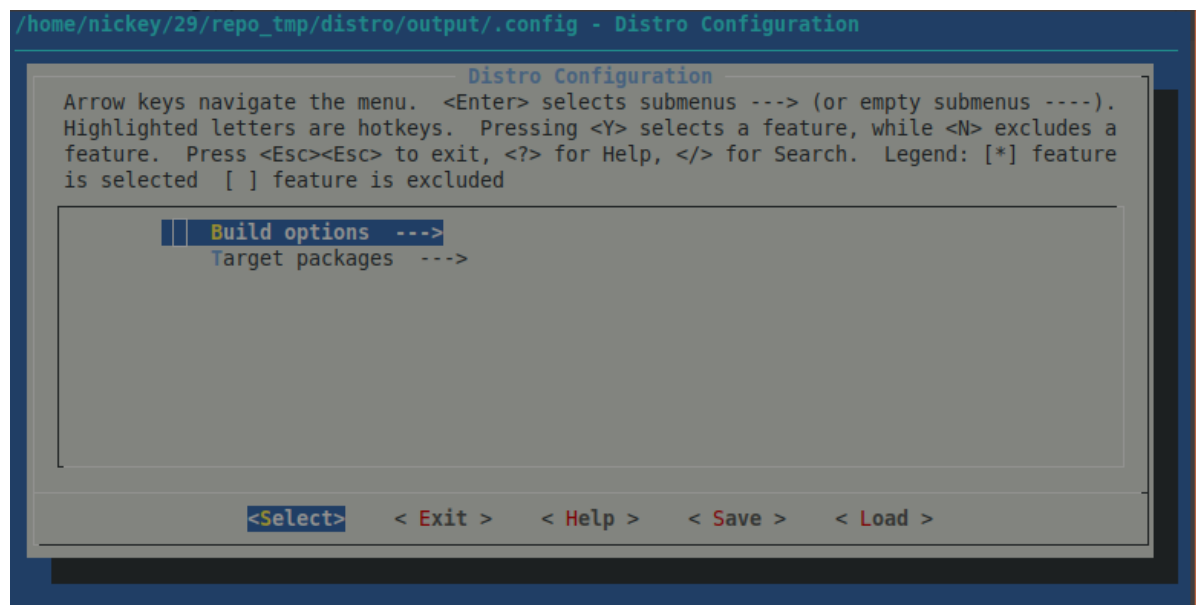 /home/nickey/29/repo_tmp/distro/output/.config - Distro Configuration
Distro Configuration
Arrow keys navigate the menu.  <Enter> selects submenus ---> (or empty submenus ----).
Highlighted letters are hotkeys.  Pressing <Y> selects a feature, while <N> excludes a
feature.  Press <Esc><Esc> to exit, <?> for Help, </> for Search.  Legend: [*] feature
is selected  [ ] feature is excluded
Build options  --->
Target packages  --->
<Select>    < Exit >    < Help >    < Save >    < Load >